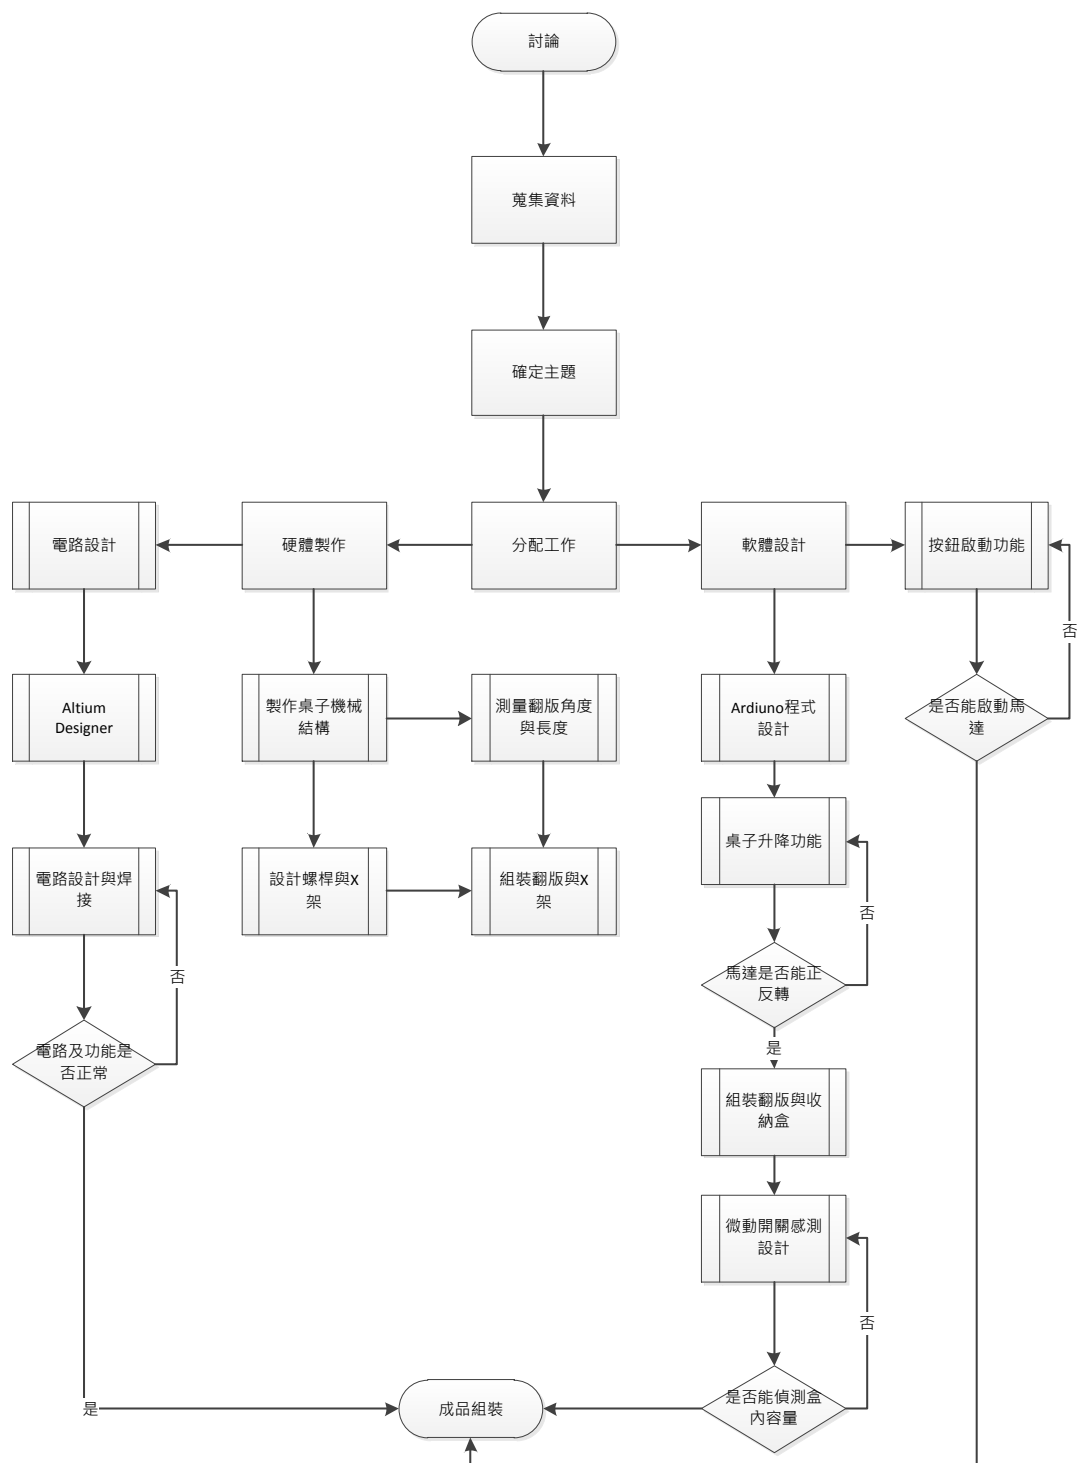 討論
蒐集資料
確定主題
電路設計
硬體製作
分配工作
軟體設計
按鈕啟動功能
否
Altium
Designer
製作桌子機械
結構
測量翻版角度
與長度
Ardiuno程式
設計
是否能啟動馬
達
桌子升降功能
電路設計與焊
接
設計螺桿與X
架
組裝翻版與X
架
否
否
馬達是否能正
反轉
是
電路及功能是
否正常
組裝翻版與收
納盒
微動開關感測
設計
否
是
成品組裝
是否能偵測盒
內容量